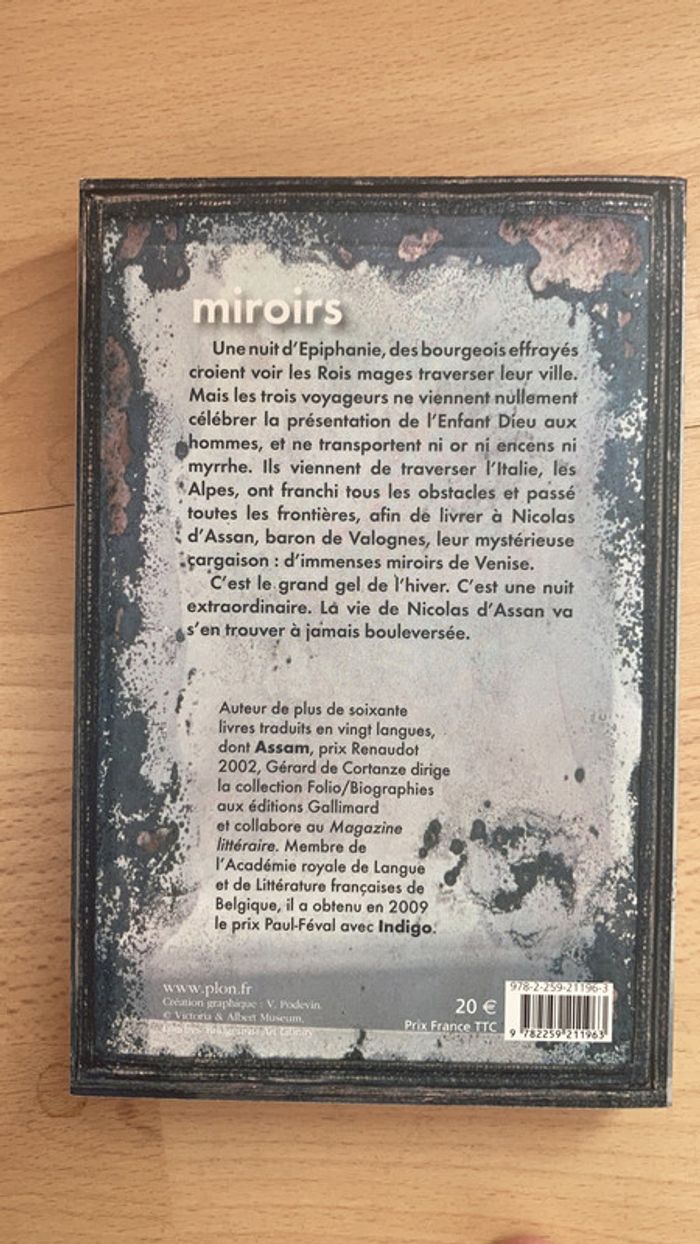 miroirs
Une nuit d'Epiphanie, des bourgeois effrayés
croient voir les Rois mages traverser leur ville.
Mais les trois voyageurs ne viennent nullement
célébrer la présentation de l'Enfant Dieu aux
hommes, et ne transportent ni or ni encens ni
myrrhe. Ils viennent de traverser l'Italie, les
Alpes, ont franchi tous les obstacles et passé
toutes les frontières, afin de livrer à Nicolas
d'Assan, baron de Valognes, leur mystérieuse
cargaison : d'immenses miroirs de Venise.
C'est le grand gel de l'hiver. C'est une nuit
extraordinaire. La vie de Nicolas d'Assan va
s'en trouver à jamais bouleversée.
Auteur de plus de soixante
livres traduits en vingt langues,
dont Assam, prix Renaudot
2002, Gérard de Cortanze dirige
la collection Folio/Biographies
aux éditions Gallimard
et collabore au Magazine
littéraire. Membre de
l'Académie royale de Langue
et de Littérature françaises de
Belgique, il a obtenu en 2009
le prix Paul-Féval avec Indigo.
www.plon.fr
Création graphique : V. Podevin.
© Victoria & Albert Museum,
Londres, Bridgeman Art Library
20 €
Prix France TTC
978-2-259-21196-3
9 782259 211963